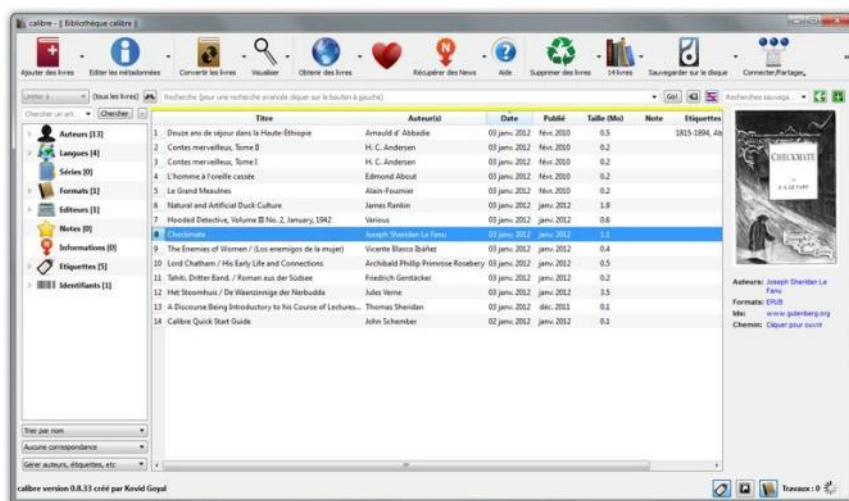 calibre - || Bibliothèque calibre ||
Ajouter des livres Editer les métadonnées Convertir les livres Visualiser Obtenir des livres Récupérer des News Aide Supprimer des livres 14 livres Sauvegarder sur le disque Connecter/Partager
Limiter à (tous les livres) Recherche (pour une recherche avancée cliquer sur le bouton à gauche) Go! Recherches sauvega...
Chercher un art... Chercher
Titre Auteur(s) Date Publié Taille (Mo) Note Etiquettes
Auteurs [13]
Langues [4]
Séries [0]
Formats [1]
Editeurs [1]
Notes [0]
Informations [0]
Etiquettes [5]
Identifiants [1]
1 Douze ans de séjour dans la Haute-Éthiopie Arnauld d' Abbadie 03 janv. 2012 févr. 2010 0.5 1815-1894, Ab
2 Contes merveilleux, Tome II H. C. Andersen 03 janv. 2012 févr. 2010 0.2
3 Contes merveilleux, Tome I H. C. Andersen 03 janv. 2012 févr. 2010 0.2
4 L'homme à l'oreille cassée Edmond About 03 janv. 2012 févr. 2010 0.2
5 Le Grand Meaulnes Alain-Fournier 03 janv. 2012 févr. 2010 0.2
6 Natural and Artificial Duck Culture James Rankin 03 janv. 2012 janv. 2012 1.9
7 Hooded Detective, Volume III No. 2, January, 1942 Various 03 janv. 2012 janv. 2012 0.6
8 Checkmate Joseph Sheridan Le Fanu 03 janv. 2012 janv. 2012 1.1
9 The Enemies of Women / (Los enemigos de la mujer) Vicente Blasco Ibáñez 03 janv. 2012 janv. 2012 0.4
10 Lord Chatham / His Early Life and Connections Archibald Phillip Primrose Rosebery 03 janv. 2012 janv. 2012 0.5
11 Tahiti. Dritter Band. / Roman aus der Südsee Friedrich Gerstäcker 03 janv. 2012 janv. 2012 0.2
12 Het Stoomhuis / De Waanzinnige der Nerbudda Jules Verne 03 janv. 2012 janv. 2012 3.5
13 A Discourse Being Introductory to his Course of Lectures... Thomas Sheridan 03 janv. 2012 déc. 2011 0.1
14 Calibre Quick Start Guide John Schember 02 janv. 2012 janv. 2012 0.1
CHECKMATE
J. S. LE FANU
Auteurs: Joseph Sheridan Le Fanu
Formats: EPUB
Ids: www.gutenberg.org
Chemin: Cliquer pour ouvrir
Trier par nom
Aucune correspondance
Gérer auteurs, étiquettes, etc
calibre version 0.8.33 créé par Kovid Goyal
Travaux : 0